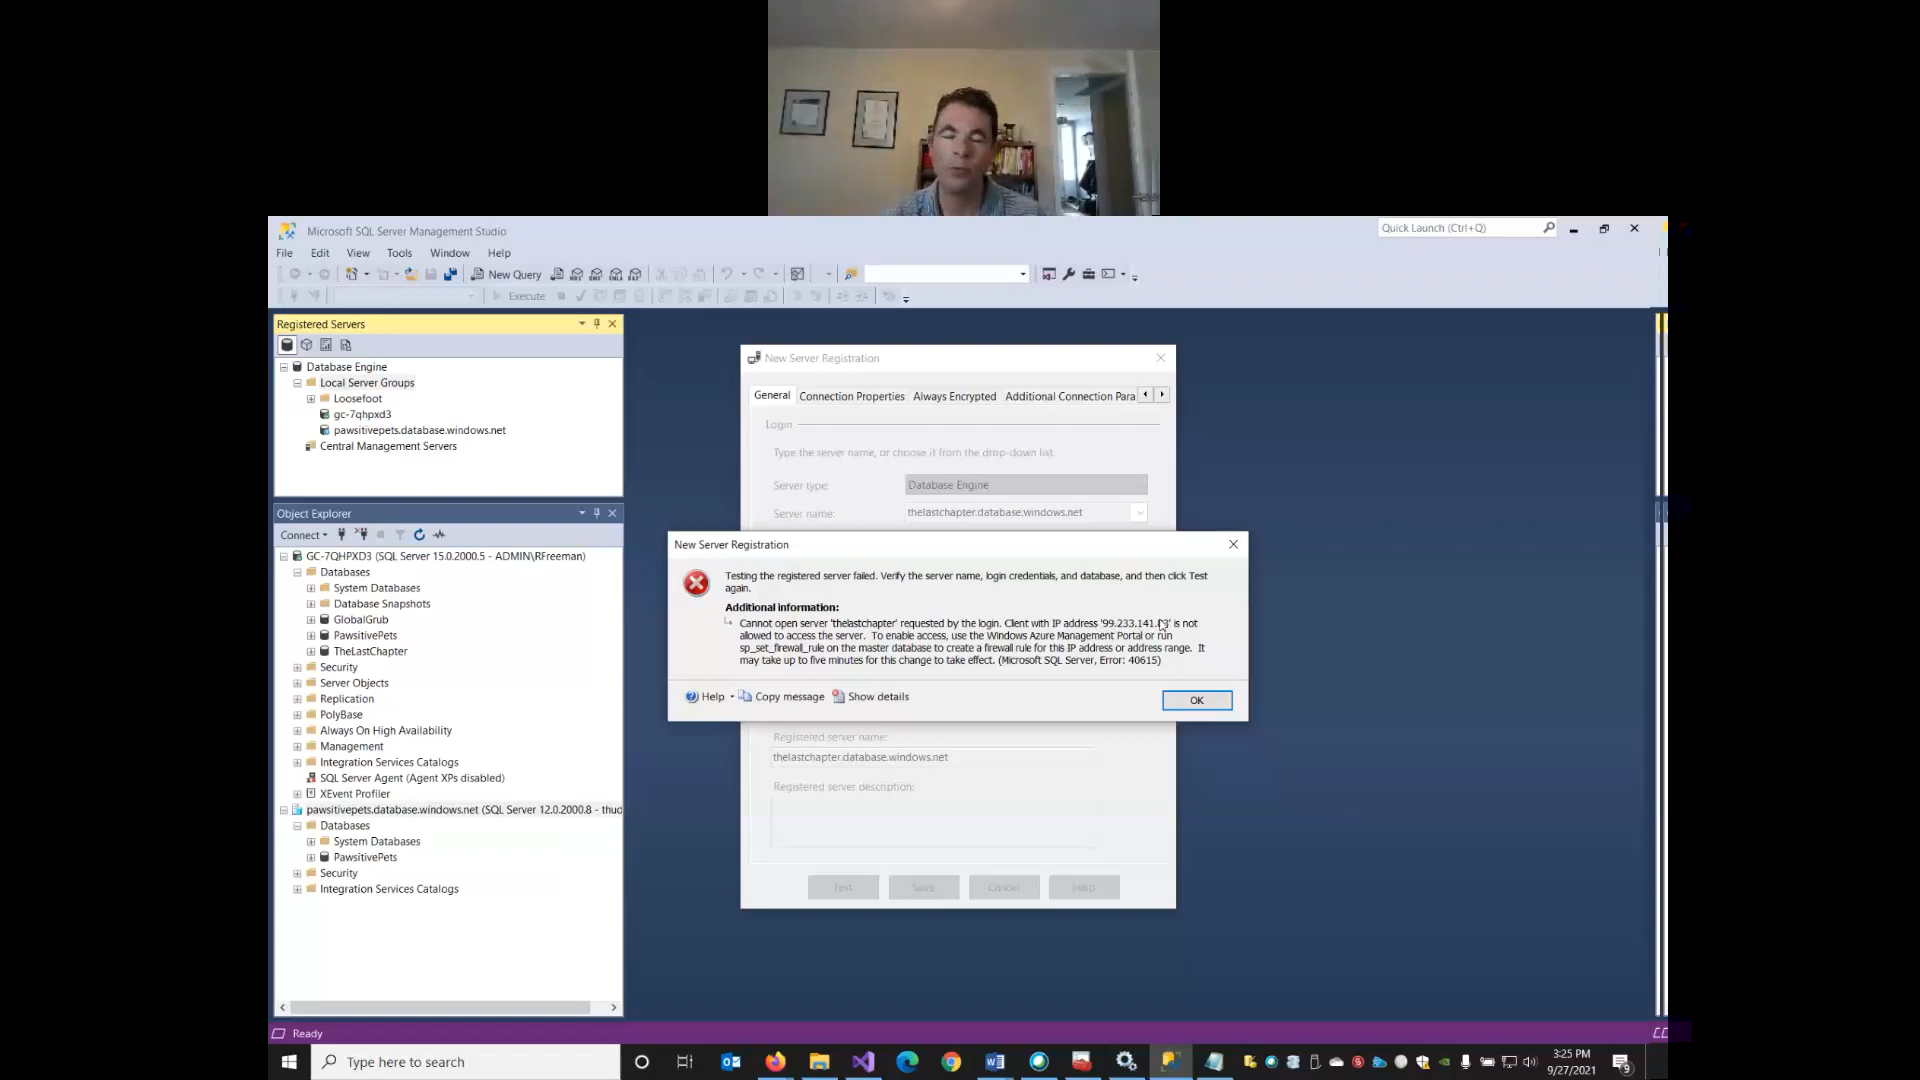 Microsoft SQL Server Management Studio
Quick Launch (Ctrl+Q)
File Edit View Tools Window Help
New Query
Execute
Registered Servers
Database Engine
Local Server Groups
Loosefoot
gc-7qhpxd3
pawsitivepets.database.windows.net
Central Management Servers
Object Explorer
Connect
GC-7QHPXD3 (SQL Server 15.0.2000.5 - ADMIN\RFreeman)
Databases
System Databases
Database Snapshots
GlobalGrub
PawsitivePets
TheLastChapter
Security
Server Objects
Replication
PolyBase
Always On High Availability
Management
Integration Services Catalogs
SQL Server Agent (Agent XPs disabled)
XEvent Profiler
pawsitivepets.database.windows.net (SQL Server 12.0.2000.8 - thud
Databases
System Databases
PawsitivePets
Security
Integration Services Catalogs
New Server Registration
General Connection Properties Always Encrypted Additional Connection Para
Login
Type the server name, or choose it from the drop-down list.
Server type: Database Engine
Server name: thelastchapter.database.windows.net
New Server Registration
Testing the registered server failed. Verify the server name, login credentials, and database, and then click Test
again.
Additional information:
Cannot open server 'thelastchapter' requested by the login. Client with IP address is not
allowed to access the server. To enable access, use the Windows Azure Management Portal or run
sp_set_firewall_rule on the master database to create a firewall rule for this IP address or address range. It
may take up to five minutes for this change to take effect. (Microsoft SQL Server, Error: 40615)
Help Copy message Show details OK
Registered server name:
thelastchapter.database.windows.net
Registered server description:
Test Save Cancel Help
Ready
Type here to search
3:25 PM
9/27/2021
9